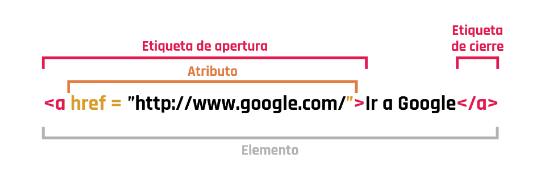 Etiqueta de apertura
Etiqueta
de cierre
Atributo
<a href = "http://www.google.com/">Ir a Google</a>
Elemento